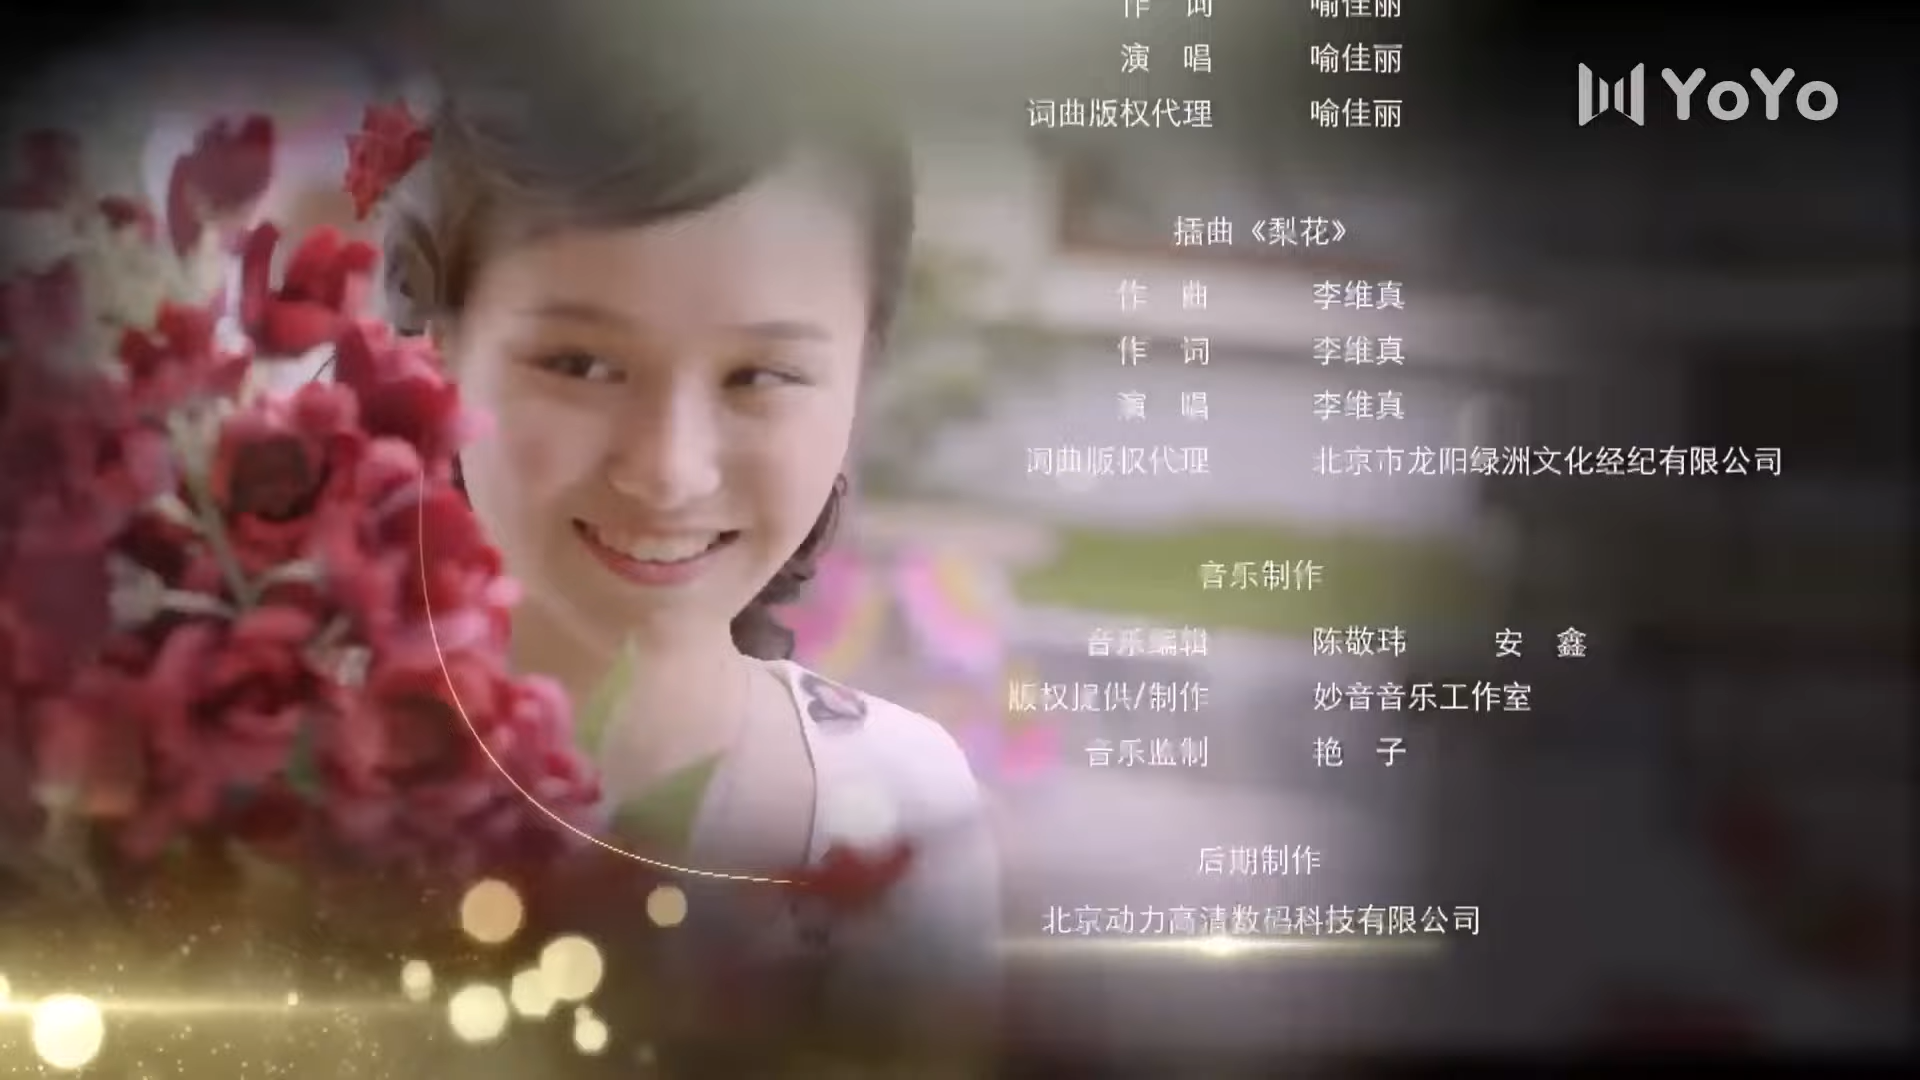 作 词 喻佳丽
演 唱 喻佳丽
词曲版权代理 喻佳丽
YoYo
插曲《梨花》
作 曲 李维真
作 词 李维真
演 唱 李维真
词曲版权代理 北京市龙阳绿洲文化经纪有限公司
音乐制作
音乐编辑 陈敬玮 安 鑫
版权提供/制作 妙音音乐工作室
音乐监制 艳 子
后期制作
北京动力高清数码科技有限公司